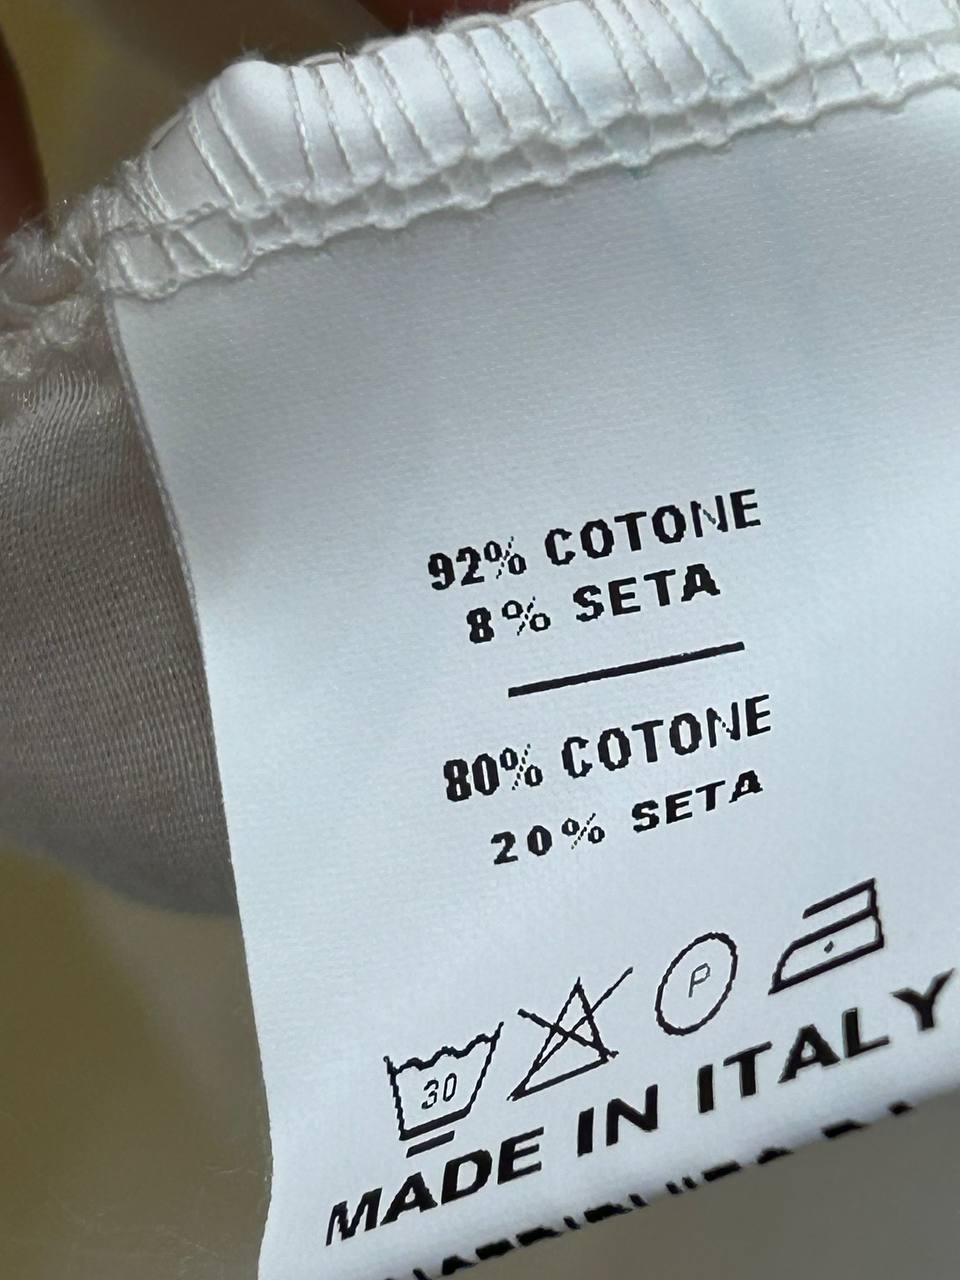 92% COTONE
8% SETA
80% COTONE
20% SETA
30
P
MADE IN ITALY